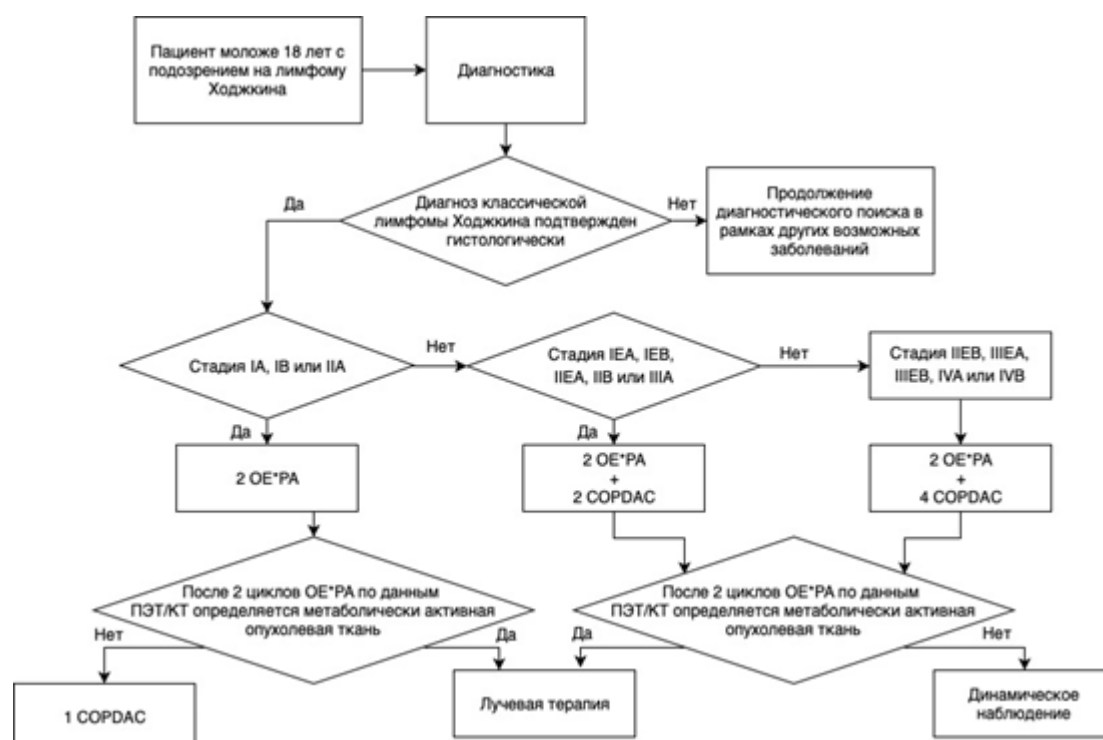 Пациент моложе 18 лет с
подозрением на лимфому
Ходжкина
Диагностика
Да
Диагноз классической
лимфомы Ходжкина подтвержден
гистологически
Нет
Продолжение
диагностического поиска в
рамках других возможных
заболеваний
Стадия IA, IB или IIA
Нет
Стадия IEA, IEB,
IIEA, IIB или IIIA
Нет
Стадия IIEB, IIIEA,
IIIEB, IVA или IVB
Да
Да
2 OE*PA
2 OE*PA
+
2 COPDAC
2 OE*PA
+
4 COPDAC
После 2 циклов OE*PA по данным
ПЭТ/КТ определяется метаболически активная
опухолевая ткань
После 2 циклов OE*PA по данным
ПЭТ/КТ определяется метаболически активная
опухолевая ткань
Нет
Да
Да
Нет
1 COPDAC
Лучевая терапия
Динамическое
наблюдение